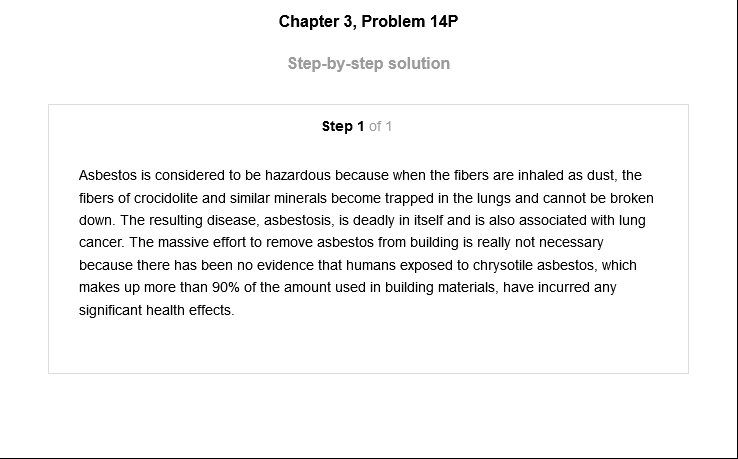 Chapter 3, Problem 14P
Step-by-step solution
Step 1 of 1
Asbestos is considered to be hazardous because when the fibers are inhaled as dust, the
fibers of crocidolite and similar minerals become trapped in the lungs and cannot be broken
down. The resulting disease, asbestosis, is deadly in itself and is also associated with lung
cancer. The massive effort to remove asbestos from building is really not necessary
because there has been no evidence that humans exposed to chrysotile asbestos, which
makes up more than 90% of the amount used in building materials, have incurred any
significant health effects.